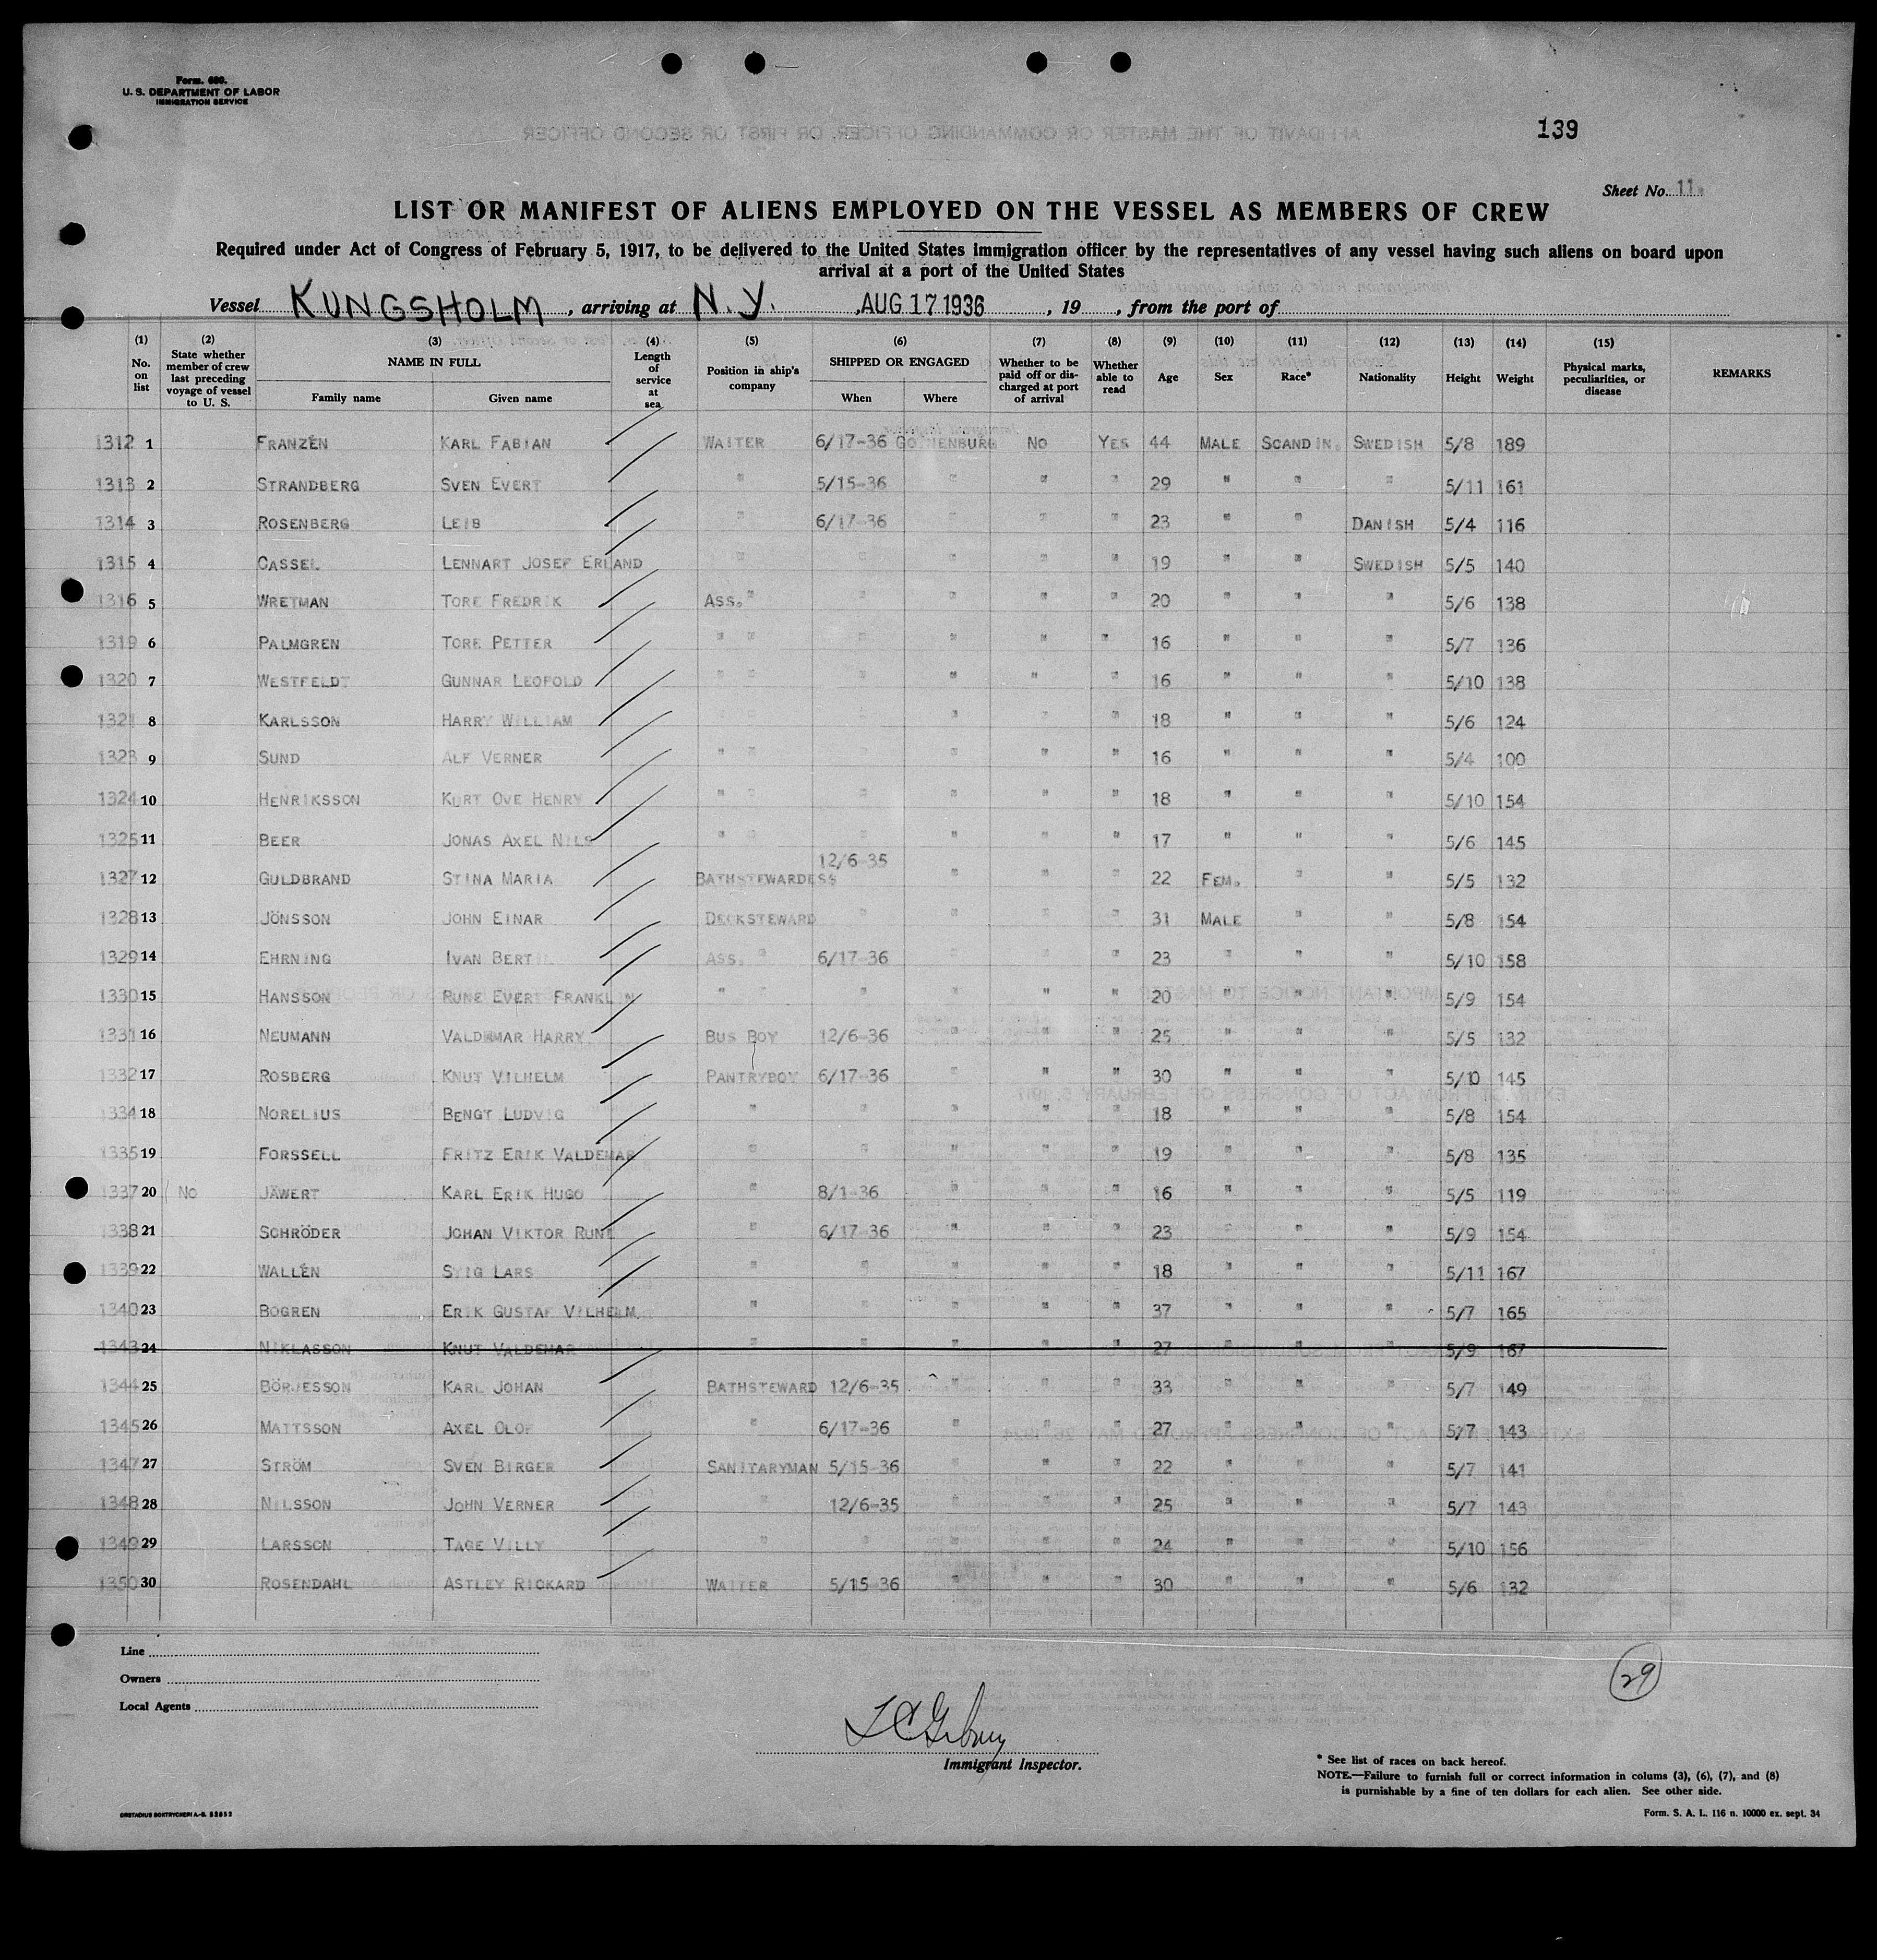 Form. 680.
U. S. DEPARTMENT OF LABOR
IMMIGRATION SERVICE
139
Sheet No. 11.
LIST OR MANIFEST OF ALIENS EMPLOYED ON THE VESSEL AS MEMBERS OF CREW
Required under Act of Congress of February 5, 1917, to be delivered to the United States immigration officer by the representatives of any vessel having such aliens on board upon
arrival at a port of the United States
Vessel KUNGSHOLM, arriving at N.Y., AUG 17 1936, 19, from the port of
(1) No. on list (2) State whether member of crew last preceding voyage of vessel to U. S. (3) NAME IN FULL Family name Given name (4) Length of service at sea (5) Position in ship's company (6) SHIPPED OR ENGAGED When Where (7) Whether to be paid off or discharged at port of arrival (8) Whether able to read (9) Age (10) Sex (11) Race* (12) Nationality (13) Height (14) Weight (15) Physical marks, peculiarities, or disease REMARKS
1312 1 FRANZÉN KARL FABIAN WAITER 6/17-36 GOTHENBURG NO YES 44 MALE SCANDIN. SWEDISH 5/8 189
1313 2 STRANDBERG SVEN EVERT " 5/15-36 " " " 29 " " " 5/11 161
1314 3 ROSENBERG LEIB " 6/17-36 " " " 23 " " DANISH 5/4 116
1315 4 CASSEL LENNART JOSEF ERLAND " " " " " 19 " " SWEDISH 5/5 140
1316 5 WRETMAN TORE FREDRIK ASS. " " " " " 20 " " " 5/6 138
1319 6 PALMGREN TORE PETTER " " " " " " 16 " " " 5/7 136
1320 7 WESTFELDT GUNNAR LEOPOLD " " " " " " 16 " " " 5/10 138
1321 8 KARLSSON HARRY WILLIAM " " " " " " 18 " " " 5/6 124
1323 9 SUND ALF VERNER " " " " " " 16 " " " 5/4 100
1324 10 HENRIKSSON KURT OVE HENRY " " " " " " 18 " " " 5/10 154
1325 11 BEER JONAS AXEL NILS " " " " " " 17 " " " 5/6 145
1327 12 GULDBRAND STINA MARIA BATHSTEWARDESS 12/6-35 " " " 22 FEM. " " 5/5 132
1328 13 JÖNSSON JOHN EINAR DECKSTEWARD " " " " 31 MALE " " 5/8 154
1329 14 EHRNING IVAN BERTIL ASS. " 6/17-36 " " " 23 " " " 5/10 158
1330 15 HANSSON RUNE EVERT FRANKLIN " " " " " " 20 " " " 5/9 154
1331 16 NEUMANN VALDEMAR HARRY BUS BOY 12/6-36 " " " 25 " " " 5/5 132
1332 17 ROSBERG KNUT VILHELM PANTRYBOY 6/17-36 " " " 30 " " " 5/10 145
1334 18 NORELIUS BENGT LUDVIG " " " " " 18 " " " 5/8 154
1335 19 FORSSELL FRITZ ERIK VALDEMAR " " " " " 19 " " " 5/8 135
1337 20 No JÄWERT KARL ERIK HUGO " 8/1-36 " " " 16 " " " 5/5 119
1338 21 SCHRÖDER JOHAN VIKTOR RUNE " 6/17-36 " " " 23 " " " 5/9 154
1339 22 WALLÉN STIG LARS " " " " " 18 " " " 5/11 167
1340 23 BOGREN ERIK GUSTAF VILHELM " " " " " 37 " " " 5/7 165
1343 24 NIKLASSON KNUT VALDEMAR " " " " " 27 " " " 5/9 167
1344 25 BÖRJESSON KARL JOHAN BATHSTEWARD 12/6-35 " " " 33 " " " 5/7 149
1345 26 MATTSSON AXEL OLOF " 6/17-36 " " " 27 " " " 5/7 143
1347 27 STRÖM SVEN BIRGER SANITARYMAN 5/15-36 " " " 22 " " " 5/7 141
1348 28 NILSSON JOHN VERNER " 12/6-35 " " " 25 " " " 5/7 143
1349 29 LARSSON TAGE VILLY " " " " " 24 " " " 5/10 156
1350 30 ROSENDAHL ASTLEY RICKARD WAITER 5/15-36 " " " 30 " " " 5/6 132
Line
Owners
Local Agents
29
Immigrant Inspector.
* See list of races on back hereof.
NOTE.—Failure to furnish full or correct information in colums (3), (6), (7), and (8)
is purnishable by a fine of ten dollars for each alien. See other side.
Form. S. A. L. 116 n. 10000 ex. sept. 34